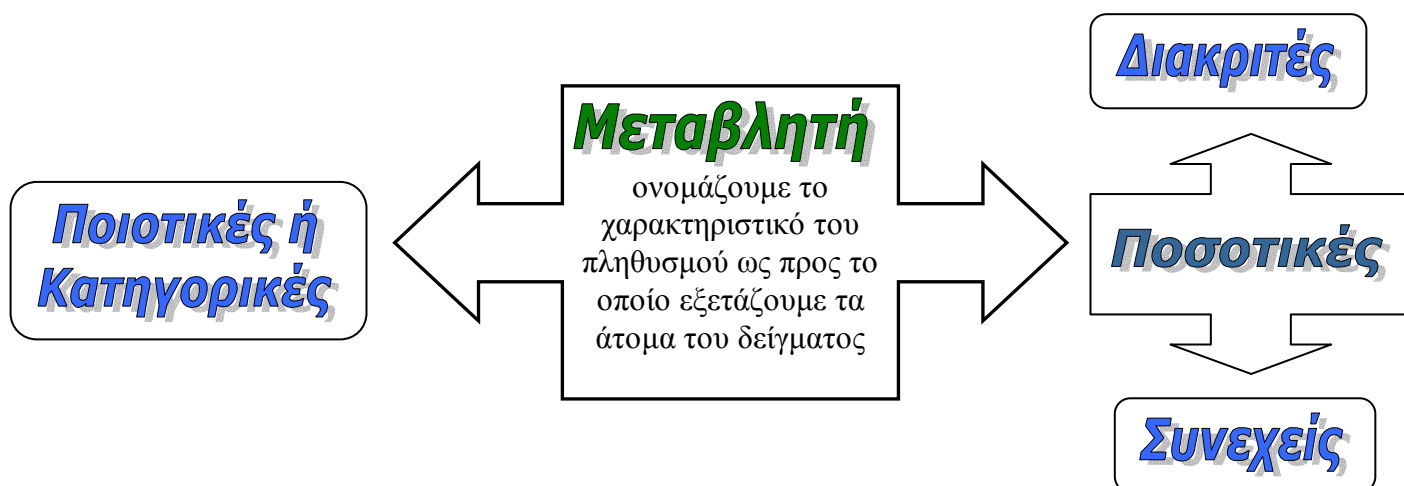 Διακριτές
Μεταβλητή
ονομάζουμε το
χαρακτηριστικό του
πληθυσμού ως προς το
οποίο εξετάζουμε τα
άτομα του δείγματος
Ποιοτικές ή
Κατηγορικές
Ποσοτικές
Συνεχείς